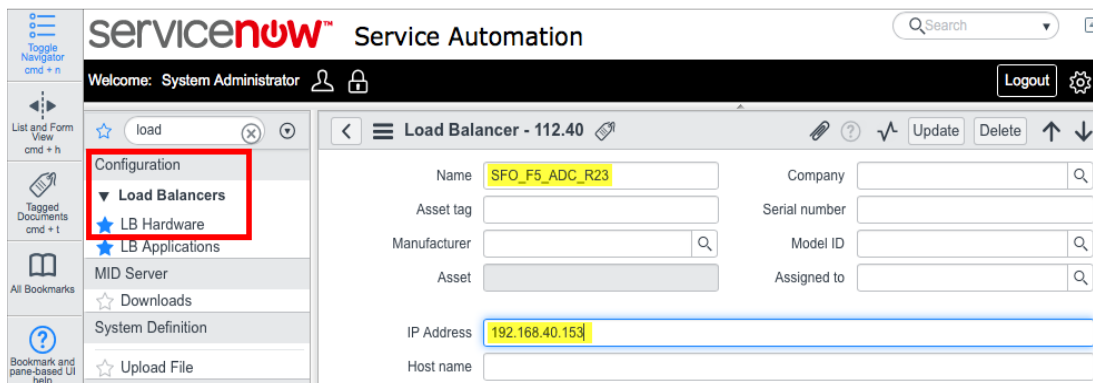 servicenow™ Service Automation
Search
Toggle
Navigator
cmd + n
Welcome: System Administrator
Logout
List and Form
View
cmd + h
load
Load Balancer - 112.40
Update
Delete
Configuration
Load Balancers
LB Hardware
LB Applications
MID Server
Downloads
System Definition
Upload File
Tagged
Documents
cmd + t
All Bookmarks
Bookmark and
pane-based UI
help
Name SFO_F5_ADC_R23
Company
Asset tag
Serial number
Manufacturer
Model ID
Asset
Assigned to
IP Address 192.168.40.153
Host name